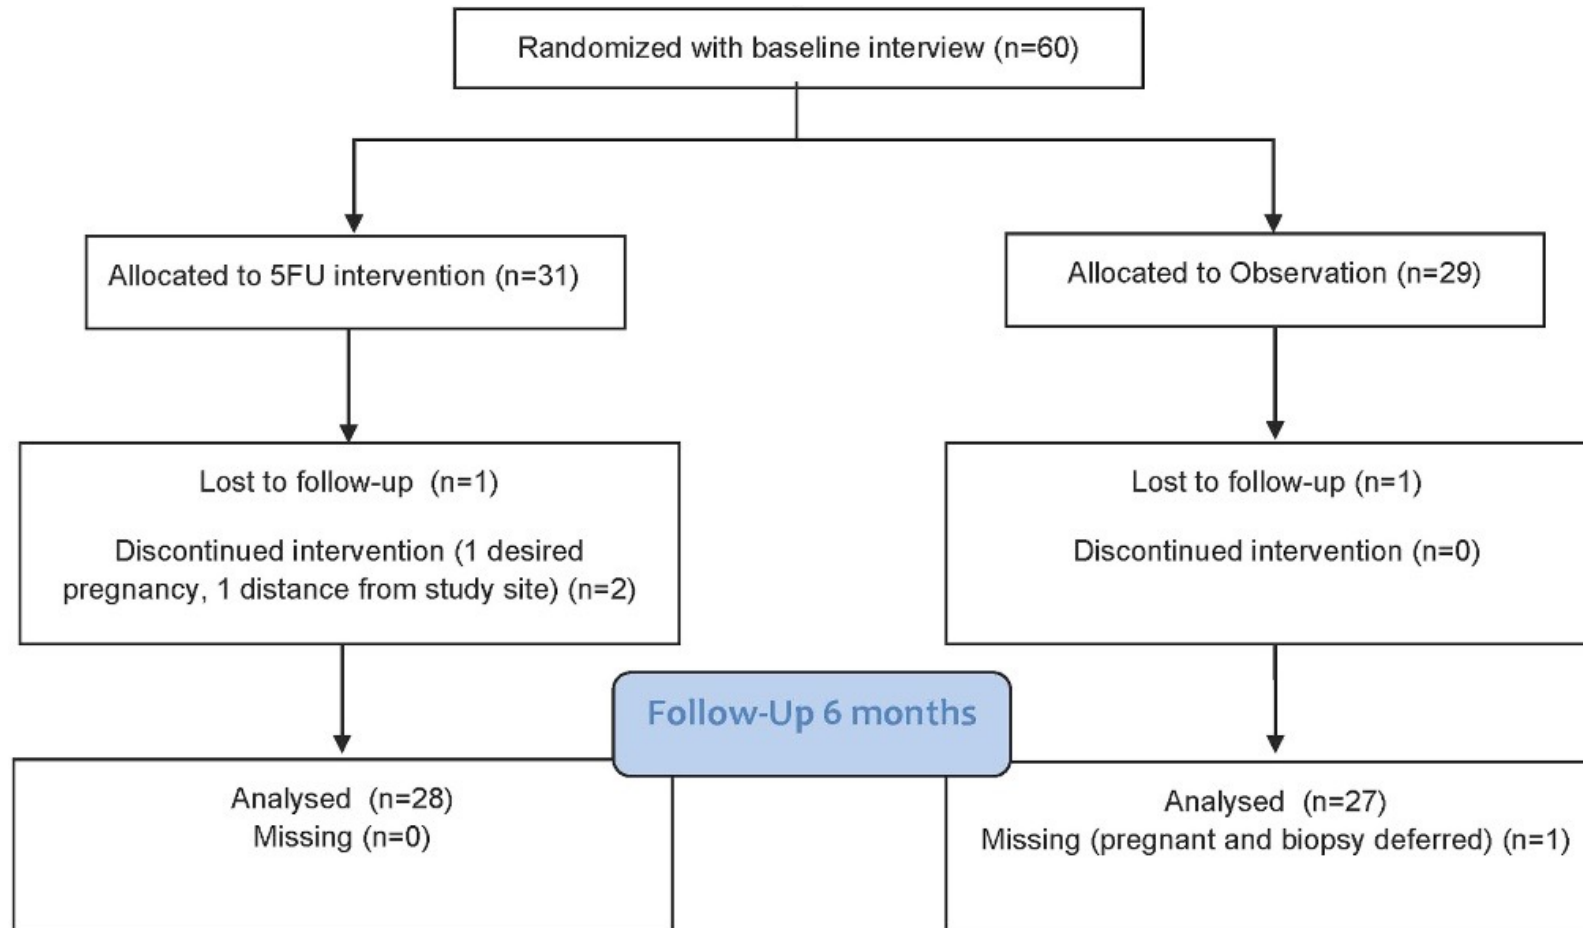 Randomized with baseline interview (n=60)
Allocated to 5FU intervention (n=31)
Allocated to Observation (n=29)
Lost to follow-up (n=1)
Discontinued intervention (1 desired
pregnancy, 1 distance from study site) (n=2)
Lost to follow-up (n=1)
Discontinued intervention (n=0)
Follow-Up 6 months
Analysed (n=28)
Missing (n=0)
Analysed (n=27)
Missing (pregnant and biopsy deferred) (n=1)